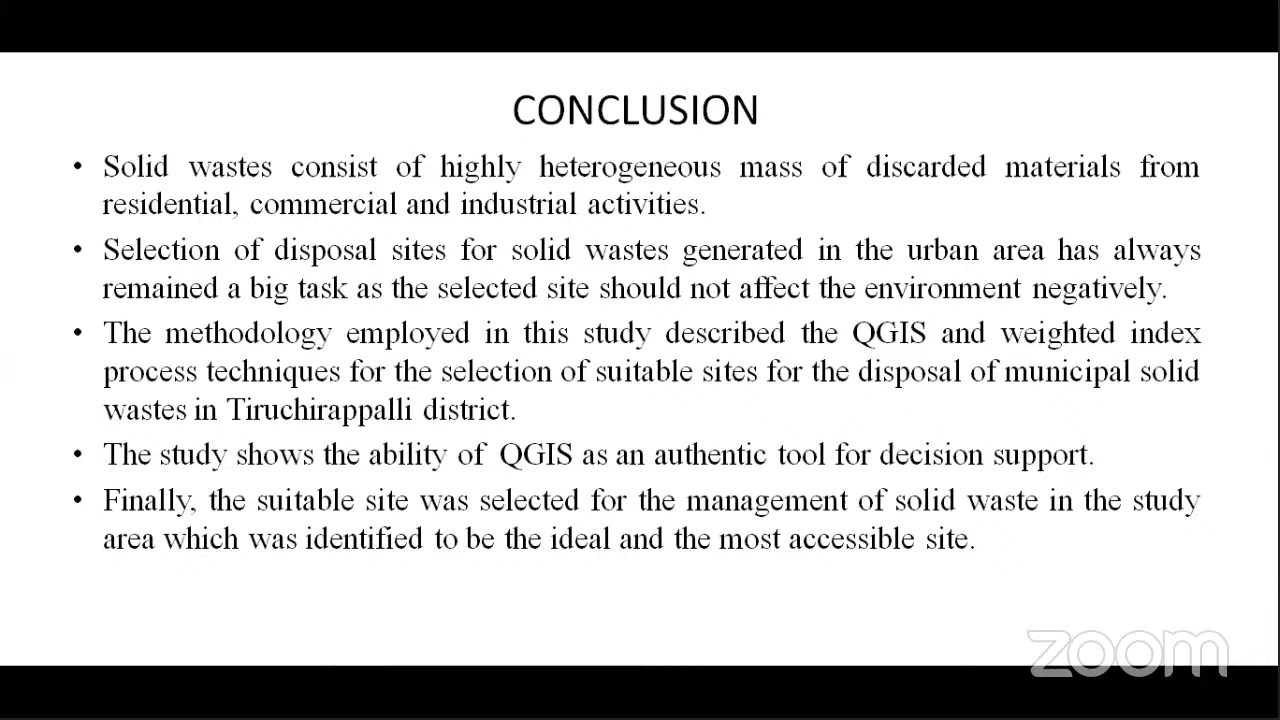 CONCLUSION
• Solid wastes consist of highly heterogeneous mass of discarded materials from
residential, commercial and industrial activities.
• Selection of disposal sites for solid wastes generated in the urban area has always
remained a big task as the selected site should not affect the environment negatively.
• The methodology employed in this study described the QGIS and weighted index
process techniques for the selection of suitable sites for the disposal of municipal solid
wastes in Tiruchirappalli district.
• The study shows the ability of QGIS as an authentic tool for decision support.
• Finally, the suitable site was selected for the management of solid waste in the study
area which was identified to be the ideal and the most accessible site.
zoom